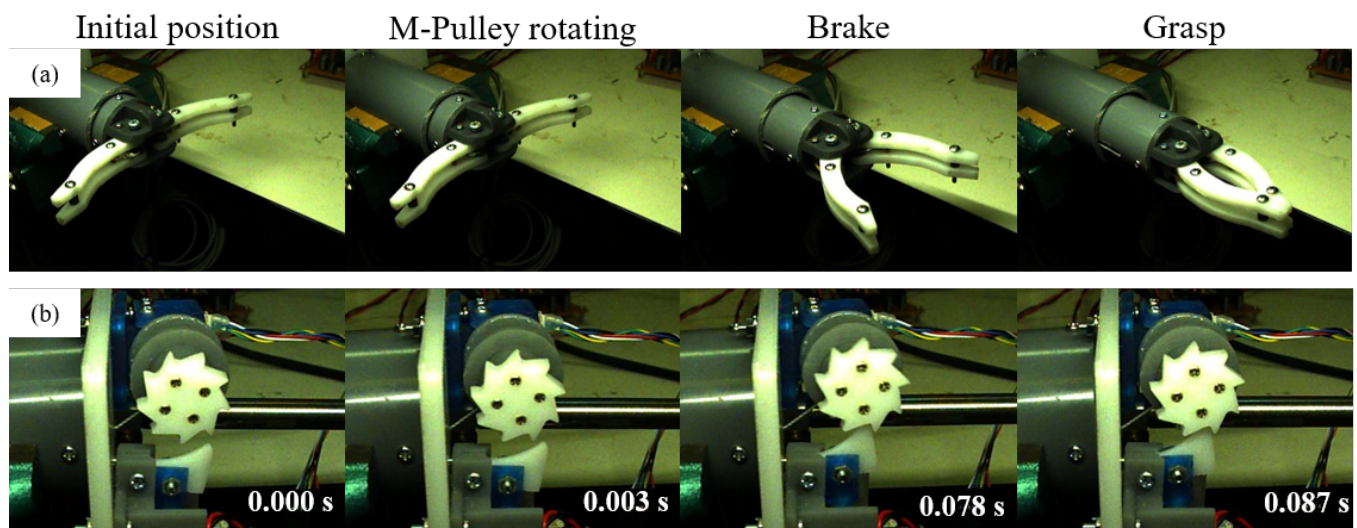 Initial position M-Pulley rotating Brake Grasp
(a)
(b)
0.000 s 0.003 s 0.078 s 0.087 s